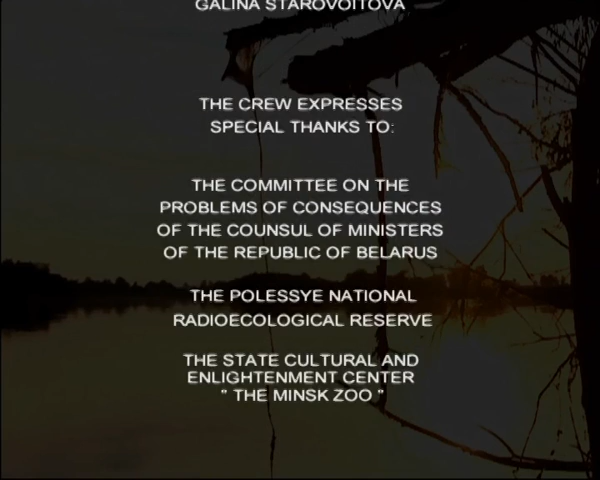 GALINA STAROVOITOVA
THE CREW EXPRESSES
SPECIAL THANKS TO:
THE COMMITTEE ON THE
PROBLEMS OF CONSEQUENCES
OF THE COUNSUL OF MINISTERS
OF THE REPUBLIC OF BELARUS
THE POLESSYE NATIONAL
RADIOECOLOGICAL RESERVE
THE STATE CULTURAL AND
ENLIGHTENMENT CENTER
" THE MINSK ZOO "